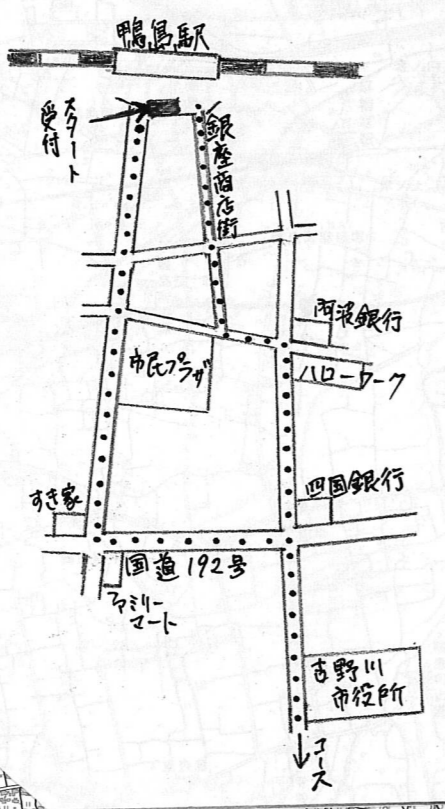 鴨島駅
スタート
受付
銀座商店街
阿波銀行
ハローワーク
市民プラザ
すき家
四国銀行
国道192号
ファミリー
マート
吉野川
市役所
コース